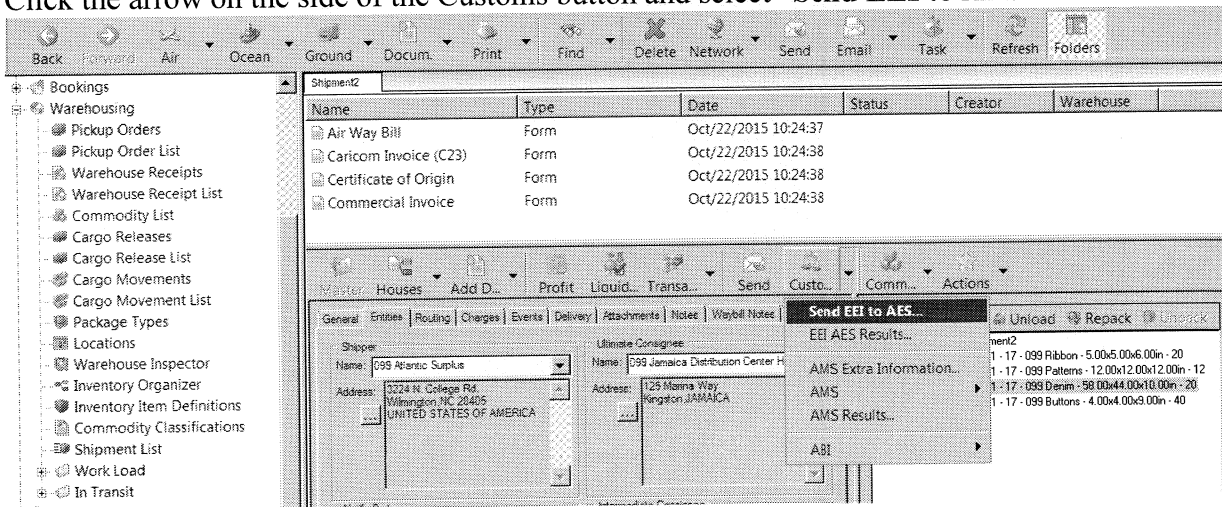 Click the arrow on the side of the Customs button and select "Send EEI to
Back Forward Air Ocean Ground Docum. Print Find Delete Network Send Email Task Refresh Folders
Bookings
Warehousing
Pickup Orders
Pickup Order List
Warehouse Receipts
Warehouse Receipt List
Commodity List
Cargo Releases
Cargo Release List
Cargo Movements
Cargo Movement List
Package Types
Locations
Warehouse Inspector
Inventory Organizer
Inventory Item Definitions
Commodity Classifications
Shipment List
Work Load
In Transit
Shipment2
Name Type Date Status Creator Warehouse
Air Way Bill Form Oct/22/2015 10:24:37
Caricom Invoice (C23) Form Oct/22/2015 10:24:38
Certificate of Origin Form Oct/22/2015 10:24:38
Commercial Invoice Form Oct/22/2015 10:24:38
Master Houses Add D... Profit Liquid... Transa... Send Custo... Comm... Actions
General Entities Routing Charges Events Delivery Attachments Notes Waybill Notes
Shipper
Name: 099 Atlantic Surplus
Address: 3224 N. College Rd.
Wilmington, NC 28405
UNITED STATES OF AMERICA
Ultimate Consignee
Name: 099 Jamaica Distribution Center H
Address: 125 Marina Way
Kingston JAMAICA
Send EEI to AES...
EEI AES Results...
AMS Extra Information...
AMS
AMS Results...
ABI
Unload Repack Unpack
ment2
1 - 17 - 099 Ribbon - 5.00x5.00x6.00in - 20
1 - 17 - 099 Patterns - 12.00x12.00x12.00in - 12
1 - 17 - 099 Denim - 58.00x44.00x10.00in - 20
1 - 17 - 099 Buttons - 4.00x4.00x9.00in - 40